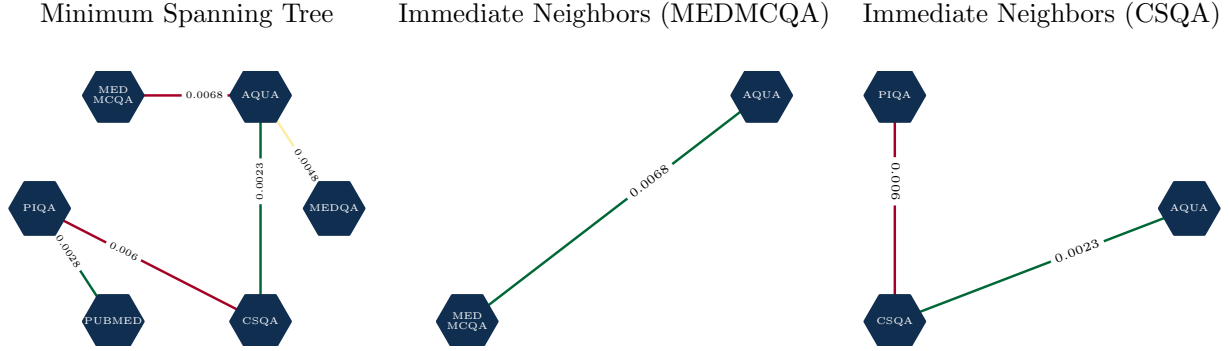 Minimum Spanning Tree
MED
MCQA
0.0068
AQUA
0.0023
0.0048
PIQA
MEDQA
0.0028
0.006
PUBMED
CSQA
Immediate Neighbors (MEDMCQA)
AQUA
0.0068
MED
MCQA
Immediate Neighbors (CSQA)
PIQA
0.006
AQUA
0.0023
CSQA